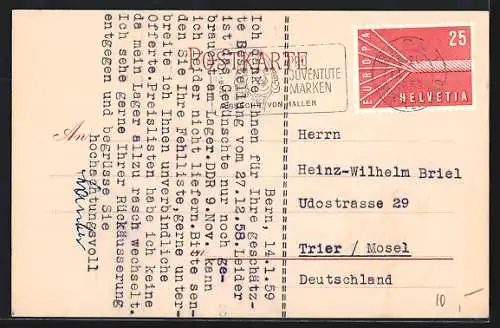 POSTKARTE
PRO
JUVENTUTE
MARKEN
VON HALLER
EUROPA
25
HELVETIA
An
Bern, 14.1.59
Ich danke Ihnen für Ihre geschätz-
te Bestellung vom 27.12.58.Leider
ist das Gewünschte nur noch ge-
braucht am Lager.DDR 9.Nov. kann
ich leider nicht liefern.Bitte sen-
den Sie Ihre Fehlliste,gerne unter-
breite ich Ihnen unverbindliche
Offerte.Preislisten habe ich keine
da mein Lager allzu rasch wechselt.
Ich sehe gerne Ihrer Rückäusserung
entgegen und begrüsse Sie
hochachtungsvoll
Herrn
Heinz-Wilhelm Briel
Udostrasse 29
Trier / Mosel
Deutschland
10 -